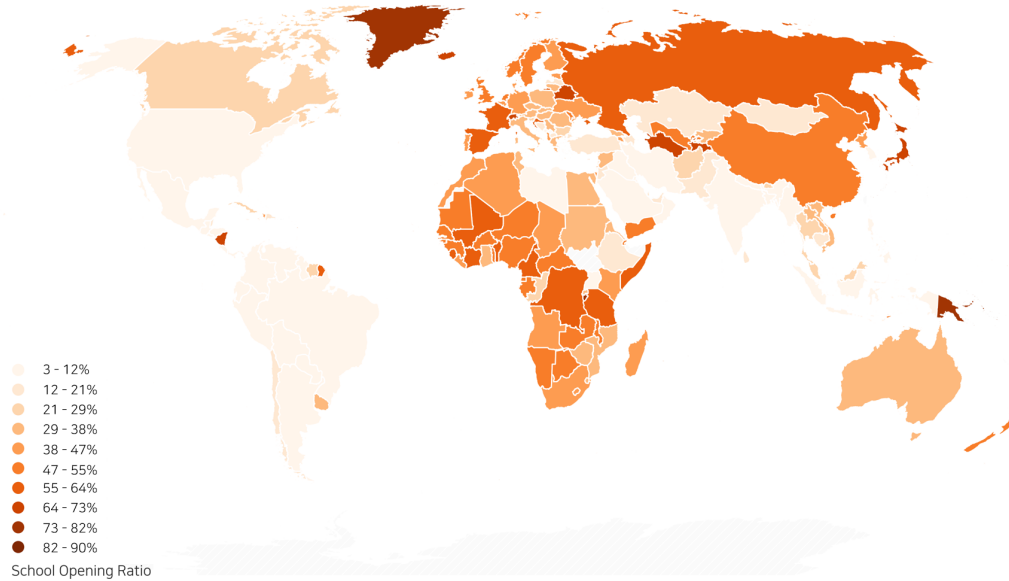 3 - 12%
12 - 21%
21 - 29%
29 - 38%
38 - 47%
47 - 55%
55 - 64%
64 - 73%
73 - 82%
82 - 90%
School Opening Ratio